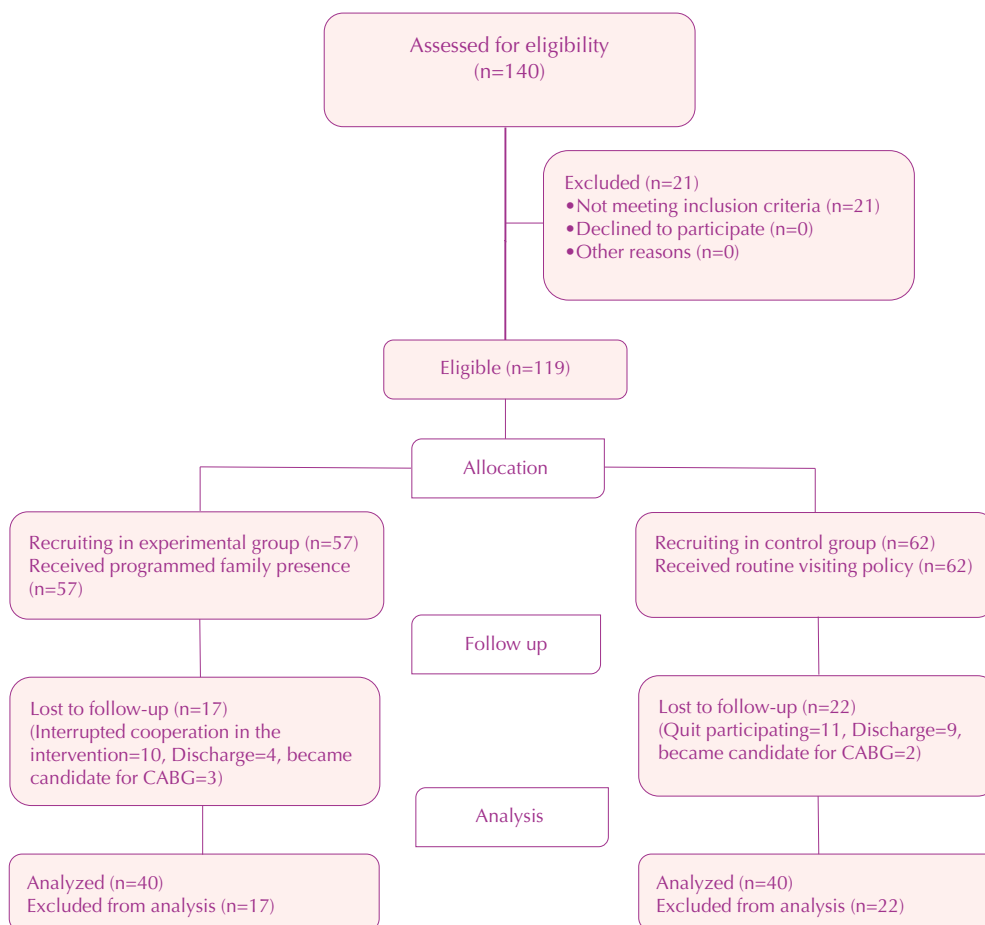 Assessed for eligibility
(n=140)
Excluded (n=21)
•Not meeting inclusion criteria (n=21)
•Declined to participate (n=0)
•Other reasons (n=0)
Eligible (n=119)
Allocation
Recruiting in experimental group (n=57)
Received programmed family presence
(n=57)
Recruiting in control group (n=62)
Received routine visiting policy (n=62)
Follow up
Lost to follow-up (n=17)
(Interrupted cooperation in the
intervention=10, Discharge=4, became
candidate for CABG=3)
Lost to follow-up (n=22)
(Quit participating=11, Discharge=9,
became candidate for CABG=2)
Analysis
Analyzed (n=40)
Excluded from analysis (n=17)
Analyzed (n=40)
Excluded from analysis (n=22)